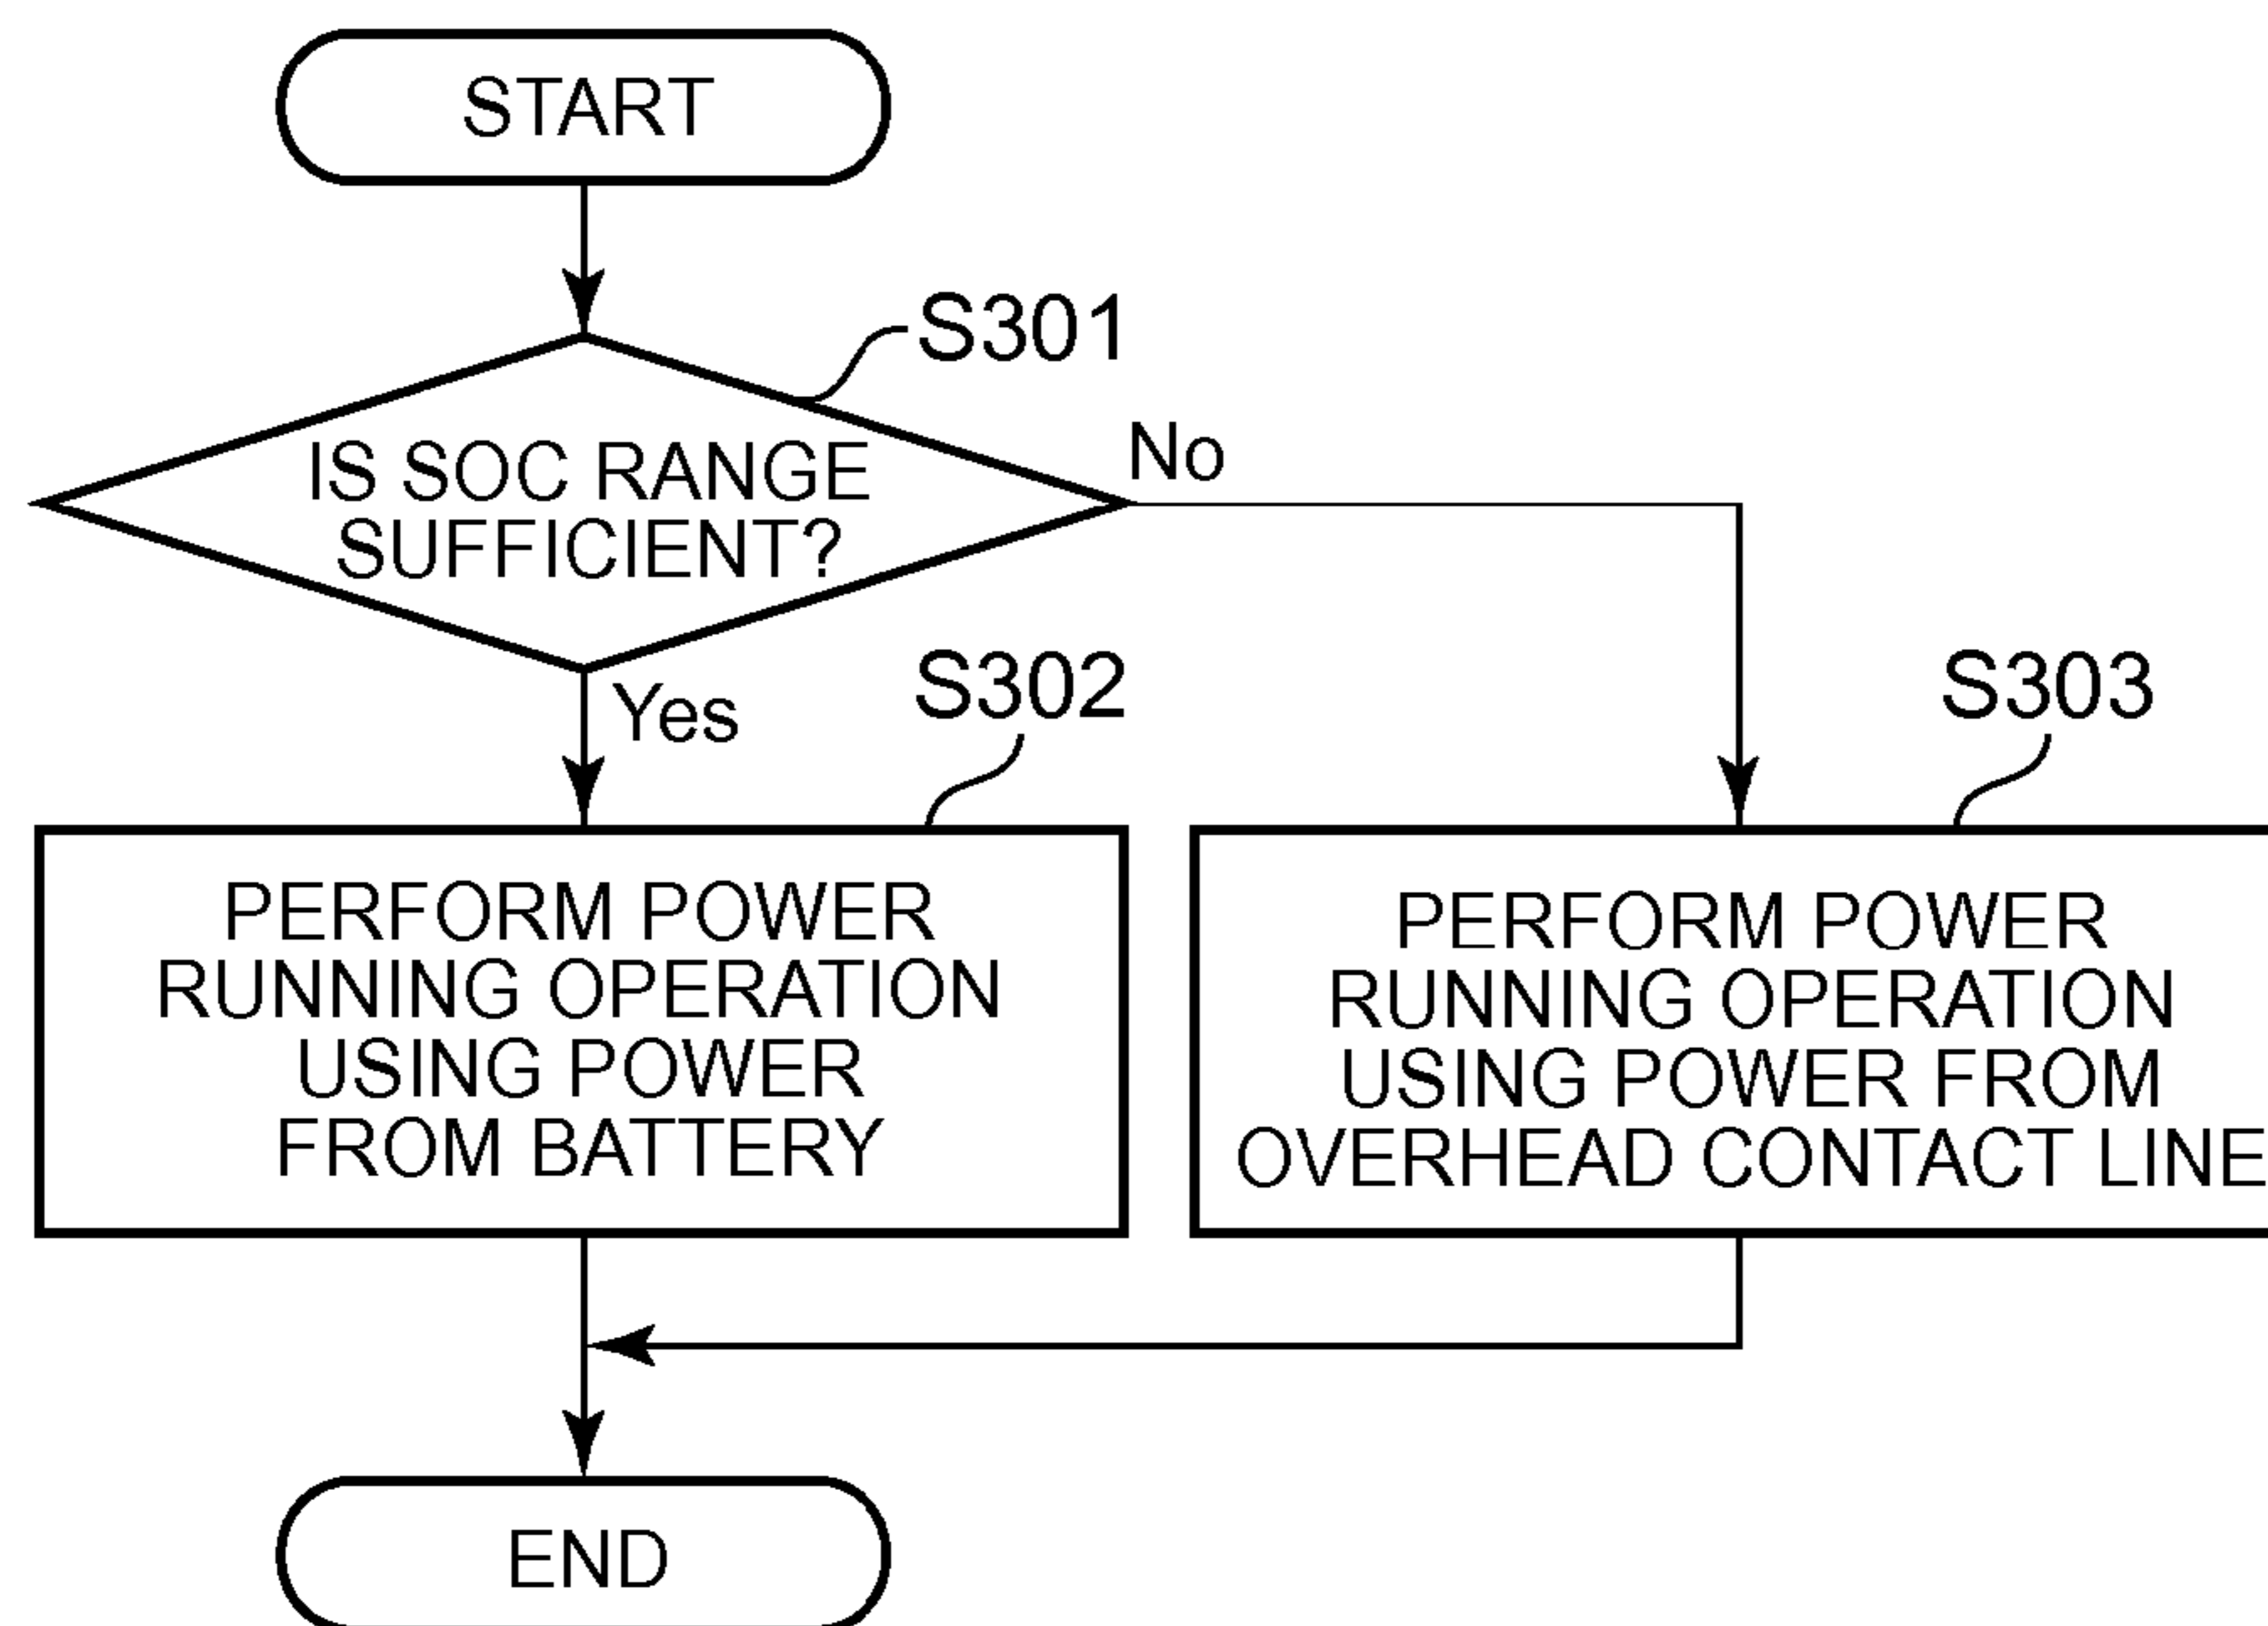 START
S301
IS SOC RANGE
SUFFICIENT?
No
Yes
S302
S303
PERFORM POWER
RUNNING OPERATION
USING POWER
FROM BATTERY
PERFORM POWER
RUNNING OPERATION
USING POWER FROM
OVERHEAD CONTACT LINE
END